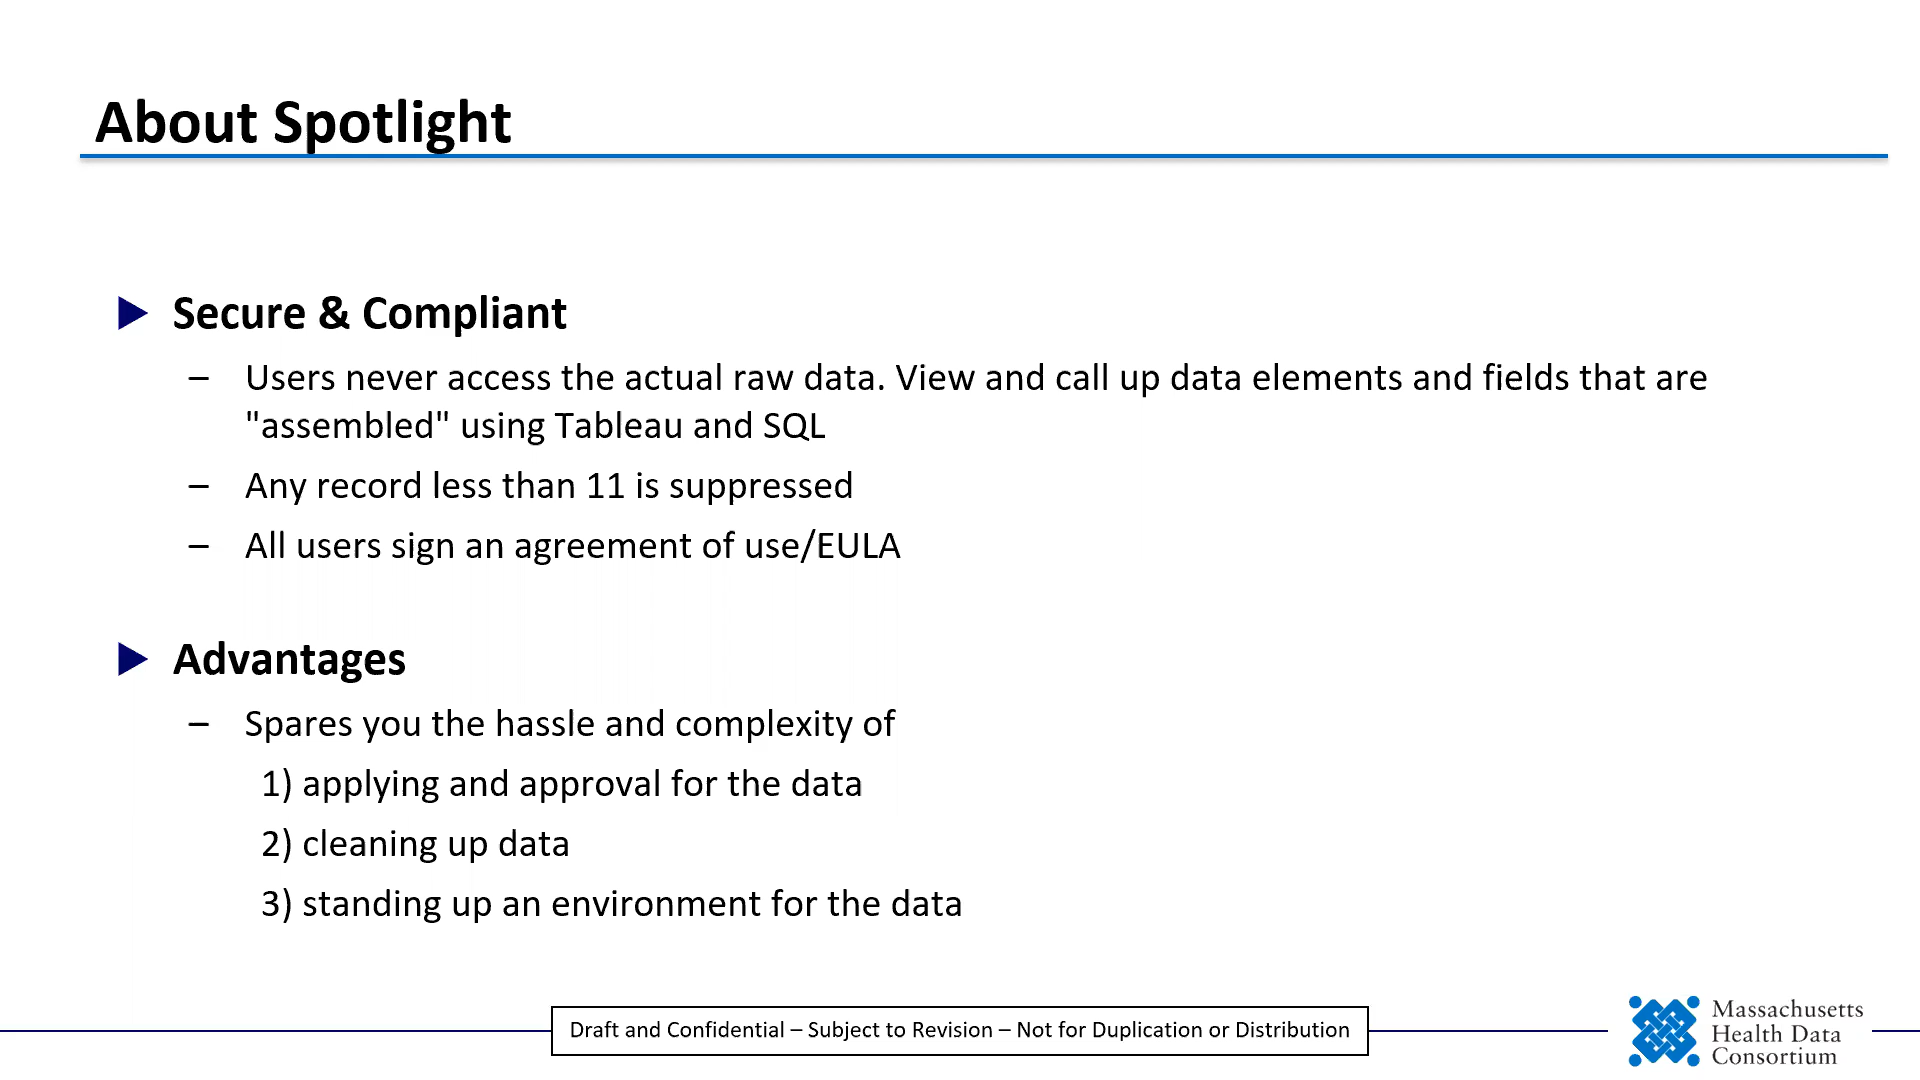 About Spotlight
Secure & Compliant
– Users never access the actual raw data. View and call up data elements and fields that are
"assembled" using Tableau and SQL
– Any record less than 11 is suppressed
– All users sign an agreement of use/EULA
Advantages
– Spares you the hassle and complexity of
1) applying and approval for the data
2) cleaning up data
3) standing up an environment for the data
Draft and Confidential – Subject to Revision – Not for Duplication or Distribution
Massachusetts
Health Data
Consortium